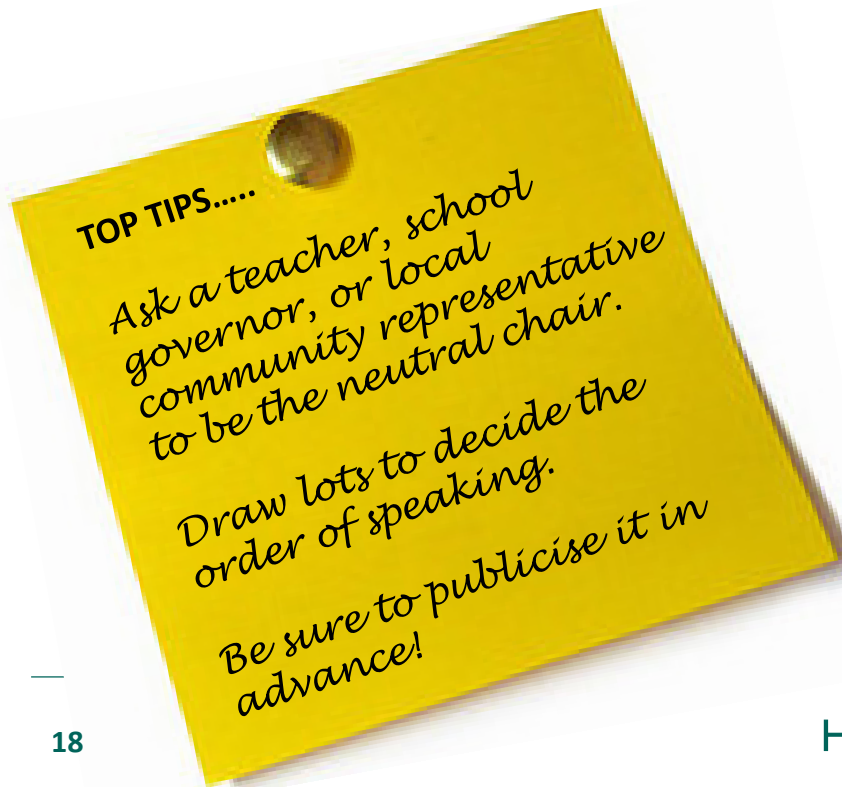 TOP TIPS.....
Ask a teacher, school
governor, or local
community representative
to be the neutral chair.
Draw lots to decide the
order of speaking.
Be sure to publicise it in
advance!
18